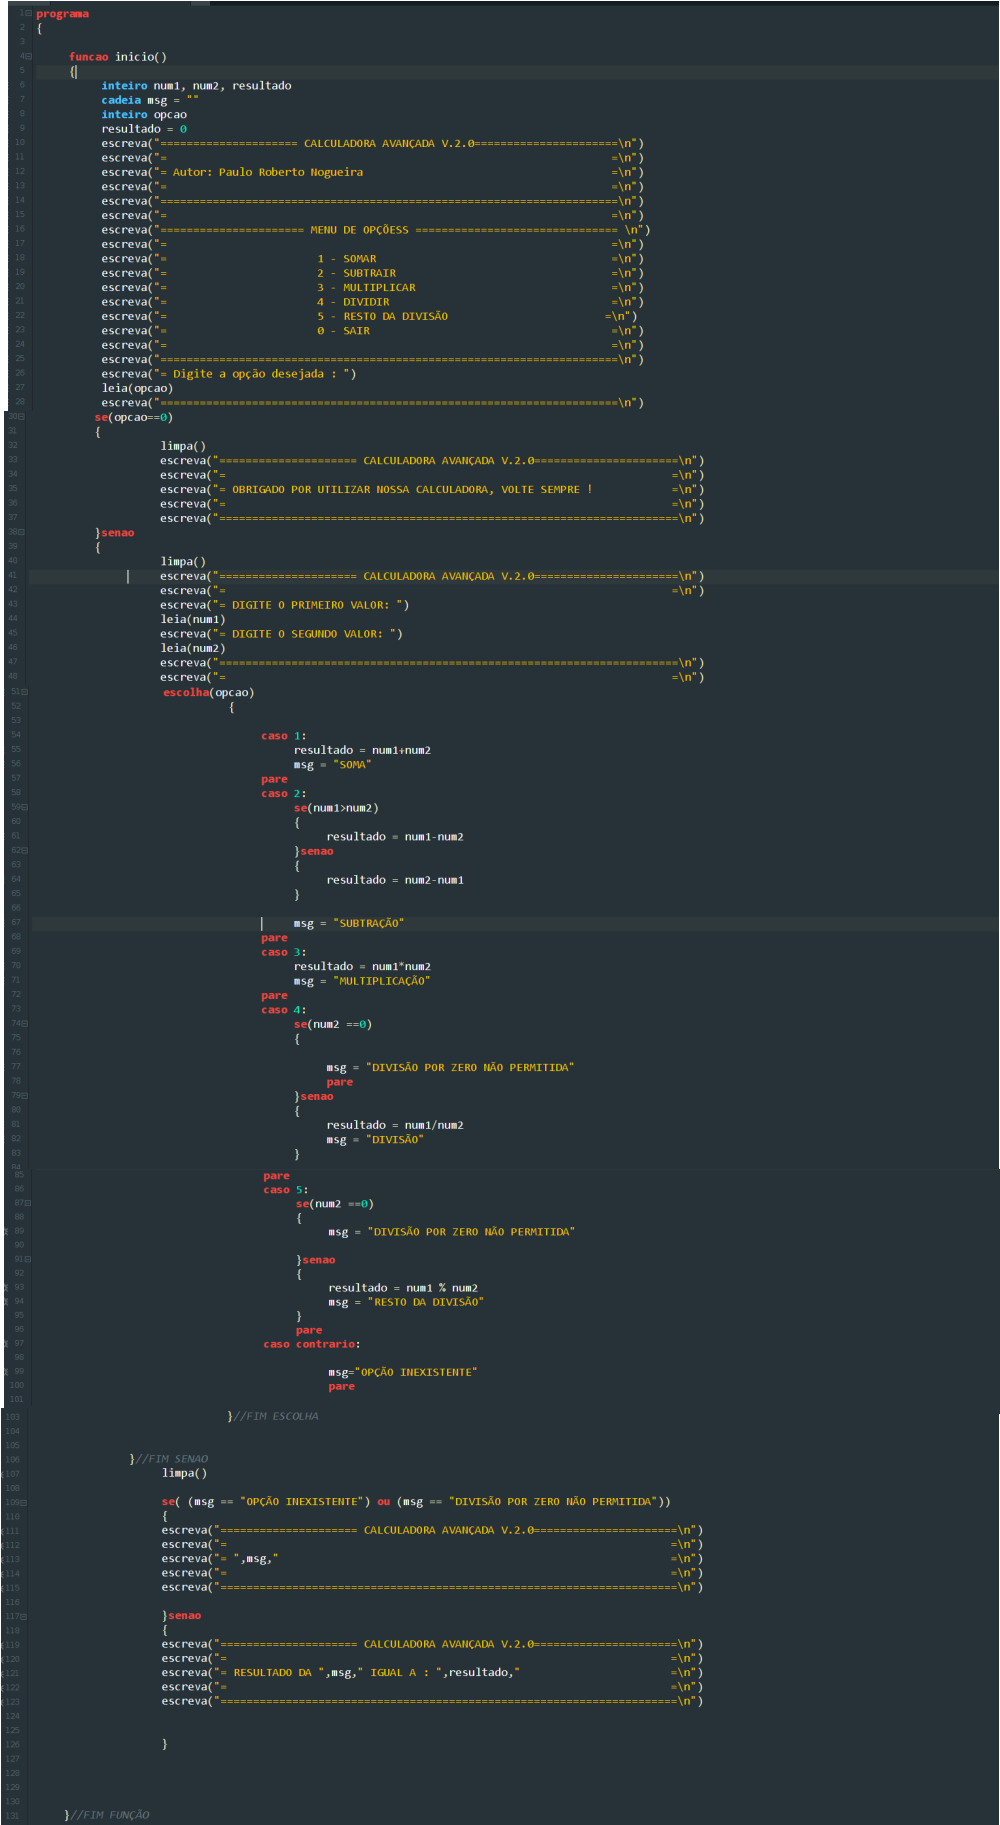 1 programa
2 {
3
4 funcao inicio()
5 {
6 inteiro num1, num2, resultado
7 cadeia msg = ""
8 inteiro opcao
9 resultado = 0
10 escreva("===================== CALCULADORA AVANÇADA V.2.0======================\n")
11 escreva("= =\n")
12 escreva("= Autor: Paulo Roberto Nogueira =\n")
13 escreva("= =\n")
14 escreva("======================================================================\n")
15 escreva("= =\n")
16 escreva("====================== MENU DE OPÇÕESS =============================== \n")
17 escreva("= =\n")
18 escreva("= 1 - SOMAR =\n")
19 escreva("= 2 - SUBTRAIR =\n")
20 escreva("= 3 - MULTIPLICAR =\n")
21 escreva("= 4 - DIVIDIR =\n")
22 escreva("= 5 - RESTO DA DIVISÃO =\n")
23 escreva("= 0 - SAIR =\n")
24 escreva("= =\n")
25 escreva("======================================================================\n")
26 escreva("= Digite a opção desejada : ")
27 leia(opcao)
28 escreva("======================================================================\n")
30 se(opcao==0)
31 {
32 limpa()
33 escreva("===================== CALCULADORA AVANÇADA V.2.0======================\n")
34 escreva("= =\n")
35 escreva("= OBRIGADO POR UTILIZAR NOSSA CALCULADORA, VOLTE SEMPRE ! =\n")
36 escreva("= =\n")
37 escreva("======================================================================\n")
38 }senao
39 {
40 limpa()
41 escreva("===================== CALCULADORA AVANÇADA V.2.0======================\n")
42 escreva("= =\n")
43 escreva("= DIGITE O PRIMEIRO VALOR: ")
44 leia(num1)
45 escreva("= DIGITE O SEGUNDO VALOR: ")
46 leia(num2)
47 escreva("======================================================================\n")
48 escreva("= =\n")
51 escolha(opcao)
52 {
53
54 caso 1:
55 resultado = num1+num2
56 msg = "SOMA"
57 pare
58 caso 2:
59 se(num1>num2)
60 {
61 resultado = num1-num2
62 }senao
63 {
64 resultado = num2-num1
65 }
66
67 msg = "SUBTRAÇÃO"
68 pare
69 caso 3:
70 resultado = num1*num2
71 msg = "MULTIPLICAÇÃO"
72 pare
73 caso 4:
74 se(num2 ==0)
75 {
76
77 msg = "DIVISÃO POR ZERO NÃO PERMITIDA"
78 pare
79 }senao
80 {
81 resultado = num1/num2
82 msg = "DIVISÃO"
83 }
84
85 pare
86 caso 5:
87 se(num2 ==0)
88 {
89 msg = "DIVISÃO POR ZERO NÃO PERMITIDA"
90
91 }senao
92 {
93 resultado = num1 % num2
94 msg = "RESTO DA DIVISÃO"
95 }
96 pare
97 caso contrario:
98
99 msg="OPÇÃO INEXISTENTE"
100 pare
101
103 }//FIM ESCOLHA
104
105
106 }//FIM SENAO
107 limpa()
108
109 se( (msg == "OPÇÃO INEXISTENTE") ou (msg == "DIVISÃO POR ZERO NÃO PERMITIDA"))
110 {
111 escreva("===================== CALCULADORA AVANÇADA V.2.0======================\n")
112 escreva("= =\n")
113 escreva("= ",msg," =\n")
114 escreva("= =\n")
115 escreva("======================================================================\n")
116
117 }senao
118 {
119 escreva("===================== CALCULADORA AVANÇADA V.2.0======================\n")
120 escreva("= =\n")
121 escreva("= RESULTADO DA ",msg," IGUAL A : ",resultado," =\n")
122 escreva("= =\n")
123 escreva("======================================================================\n")
124
125
126 }
127
128
129
130
131 }//FIM FUNÇÃO